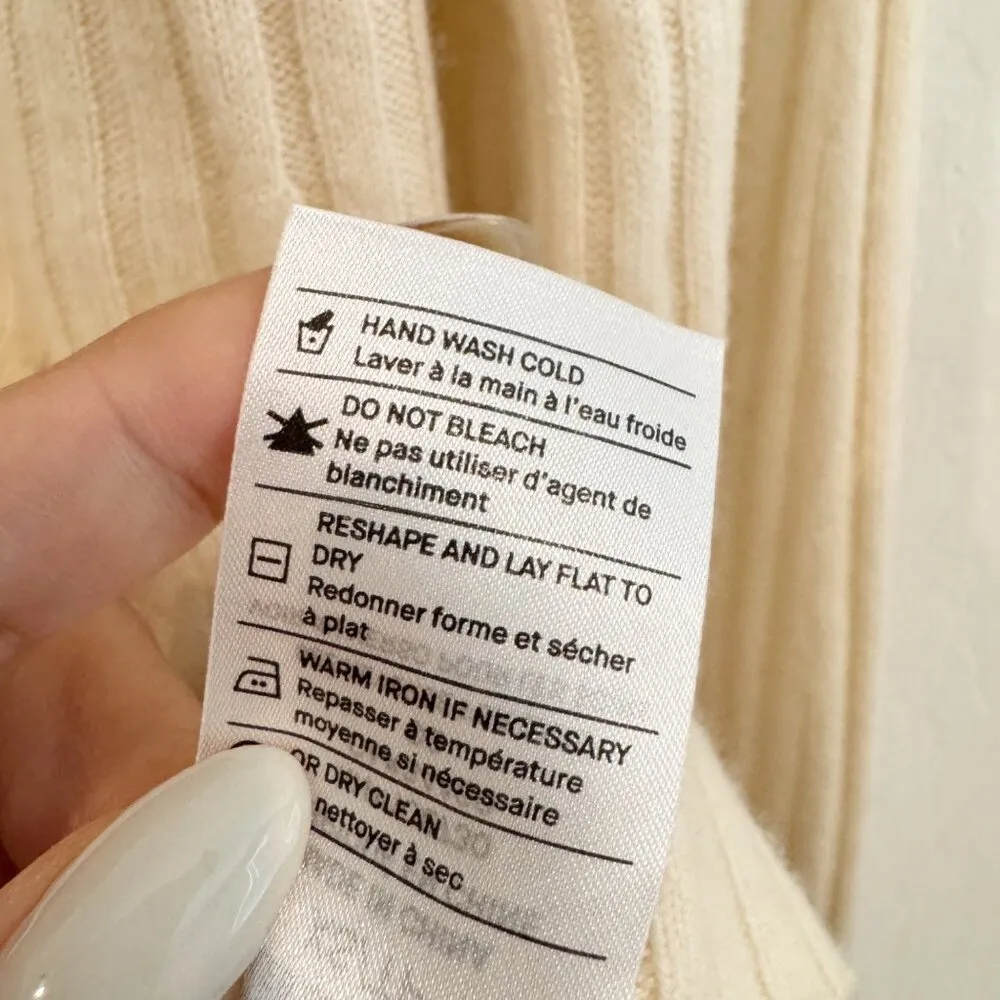 HAND WASH COLD
Laver à la main à l'eau froide
DO NOT BLEACH
Ne pas utiliser d'agent de
blanchiment
RESHAPE AND LAY FLAT TO
DRY
Redonner forme et sécher
à plat
WARM IRON IF NECESSARY
Repasser à température
moyenne si nécessaire
OR DRY CLEAN
nettoyer à sec